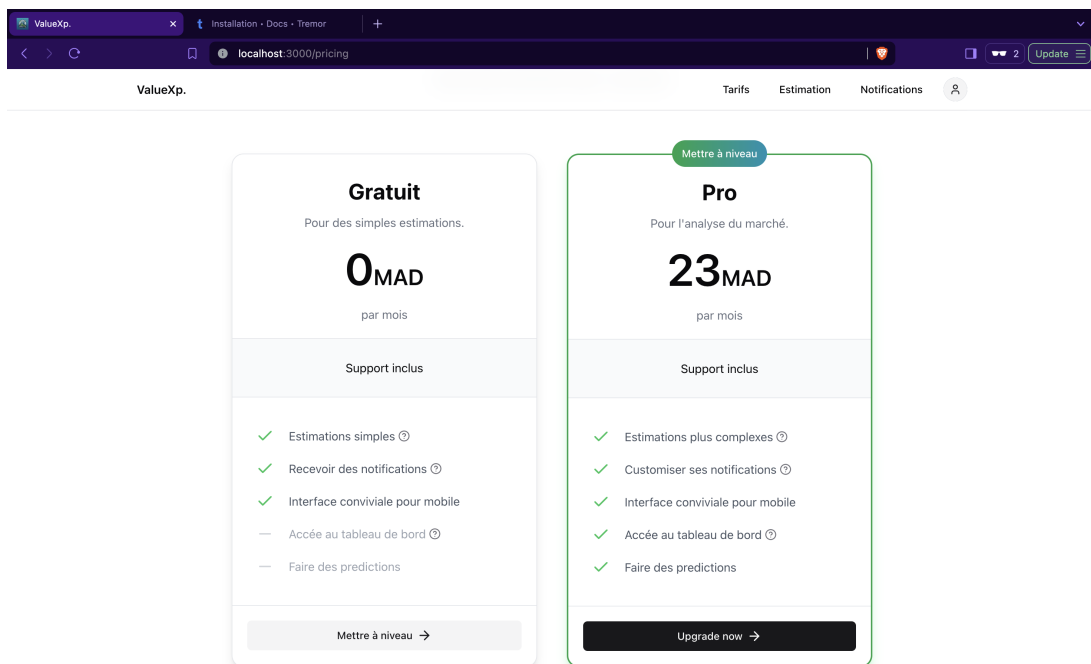 ValueXp.
Installation • Docs • Tremor
localhost:3000/pricing
2
Update
ValueXp.
Tarifs
Estimation
Notifications
Gratuit
Pour des simples estimations.
0MAD
par mois
Support inclus
Estimations simples
Recevoir des notifications
Interface conviviale pour mobile
Accée au tableau de bord
Faire des predictions
Mettre à niveau →
Mettre à niveau
Pro
Pour l'analyse du marché.
23MAD
par mois
Support inclus
Estimations plus complexes
Customiser ses notifications
Interface conviviale pour mobile
Accée au tableau de bord
Faire des predictions
Upgrade now →